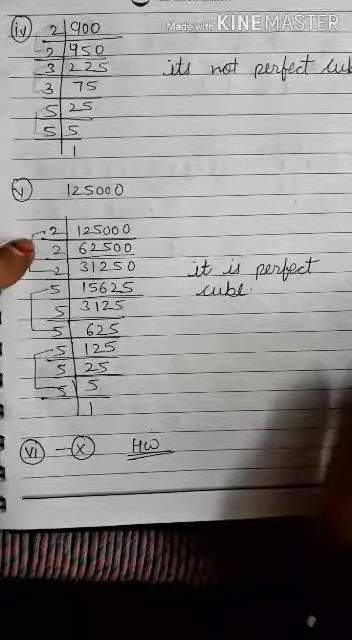 Made with KINEMASTER
iv) 2 | 900
2 | 450
3 | 225
its not perfect cub
3 | 75
5 | 25
5 | 5
1
v) 125000
2 | 125000
2 | 62500
2 | 31250
it is perfect
5 | 15625
cube.
5 | 3125
5 | 625
5 | 125
5 | 25
5 | 5
1
VI - X HW